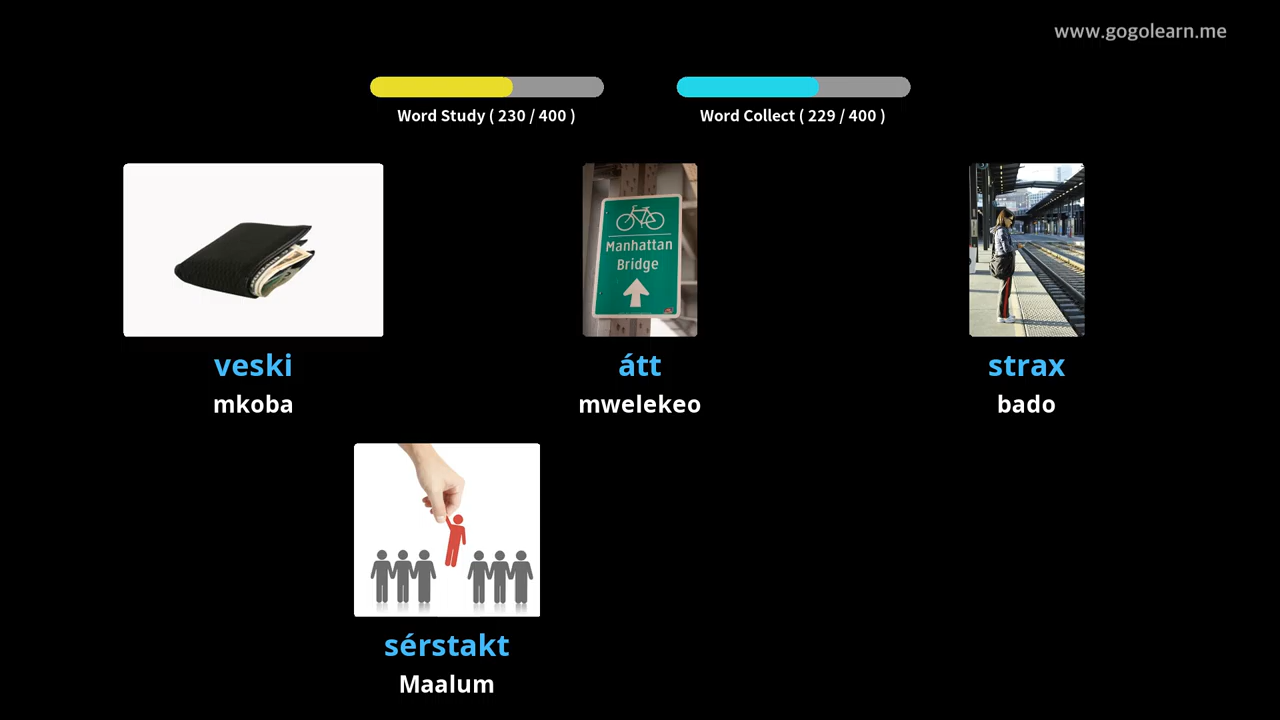 www.gogolearn.me
Word Study ( 230 / 400 )
Word Collect ( 229 / 400 )
Manhattan
Bridge
veski
átt
strax
mkoba
mwelekeo
bado
sérstakt
Maalum